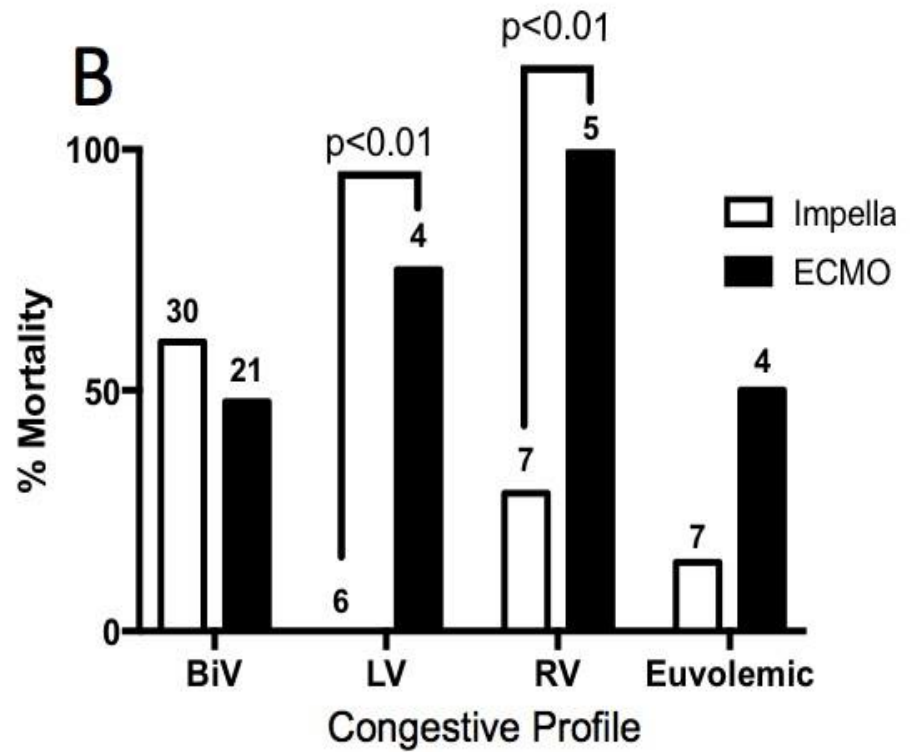 B
p<0.01
p<0.01
100
50
0
% Mortality
30
21
6
4
7
5
7
4
Impella
ECMO
BiV
LV
RV
Euvolemic
Congestive Profile